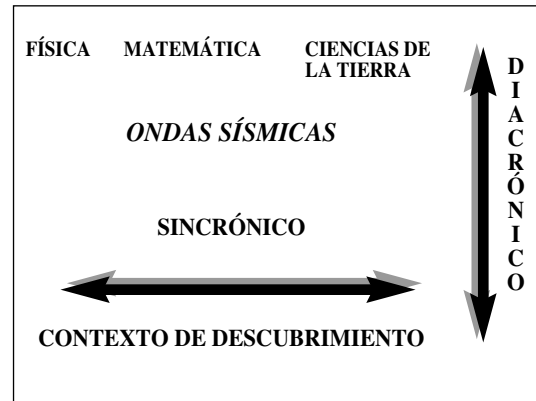 FÍSICA MATEMÁTICA CIENCIAS DE
LA TIERRA
ONDAS SÍSMICAS
SINCRÓNICO
CONTEXTO DE DESCUBRIMIENTO
DIACRÓNICO